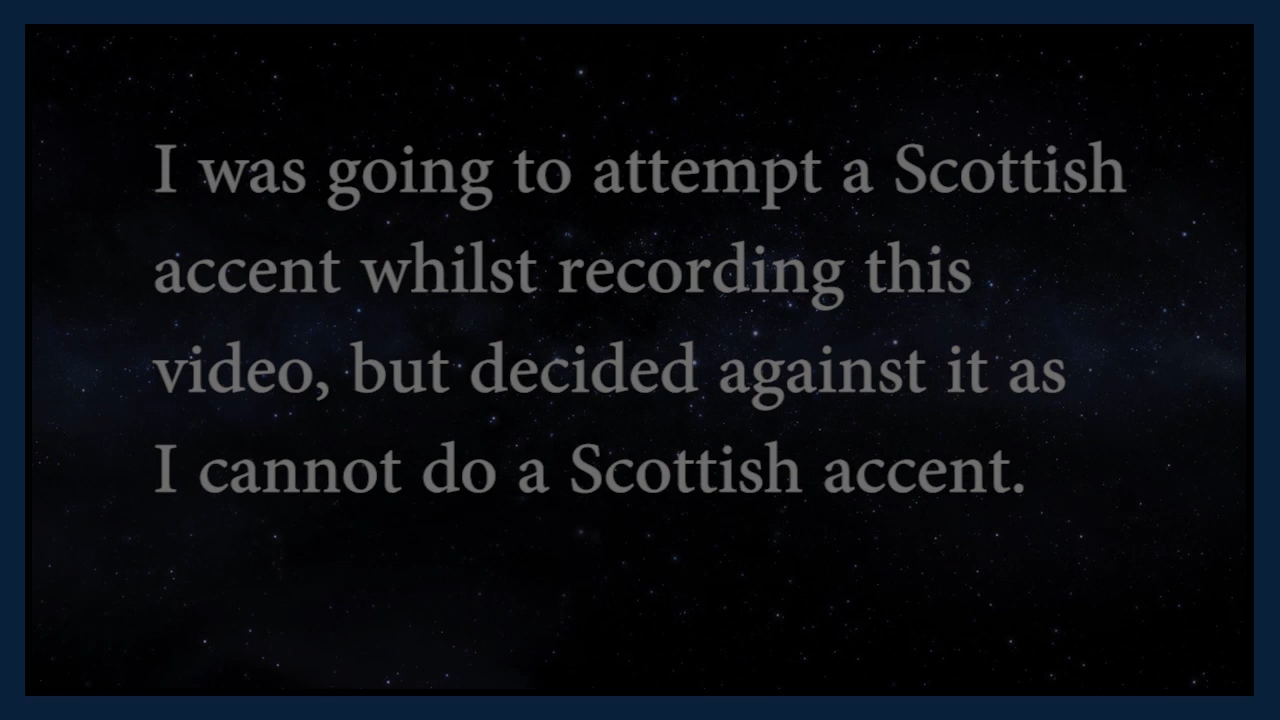 I was going to attempt a Scottish
accent whilst recording this
video, but decided against it as
I cannot do a Scottish accent.